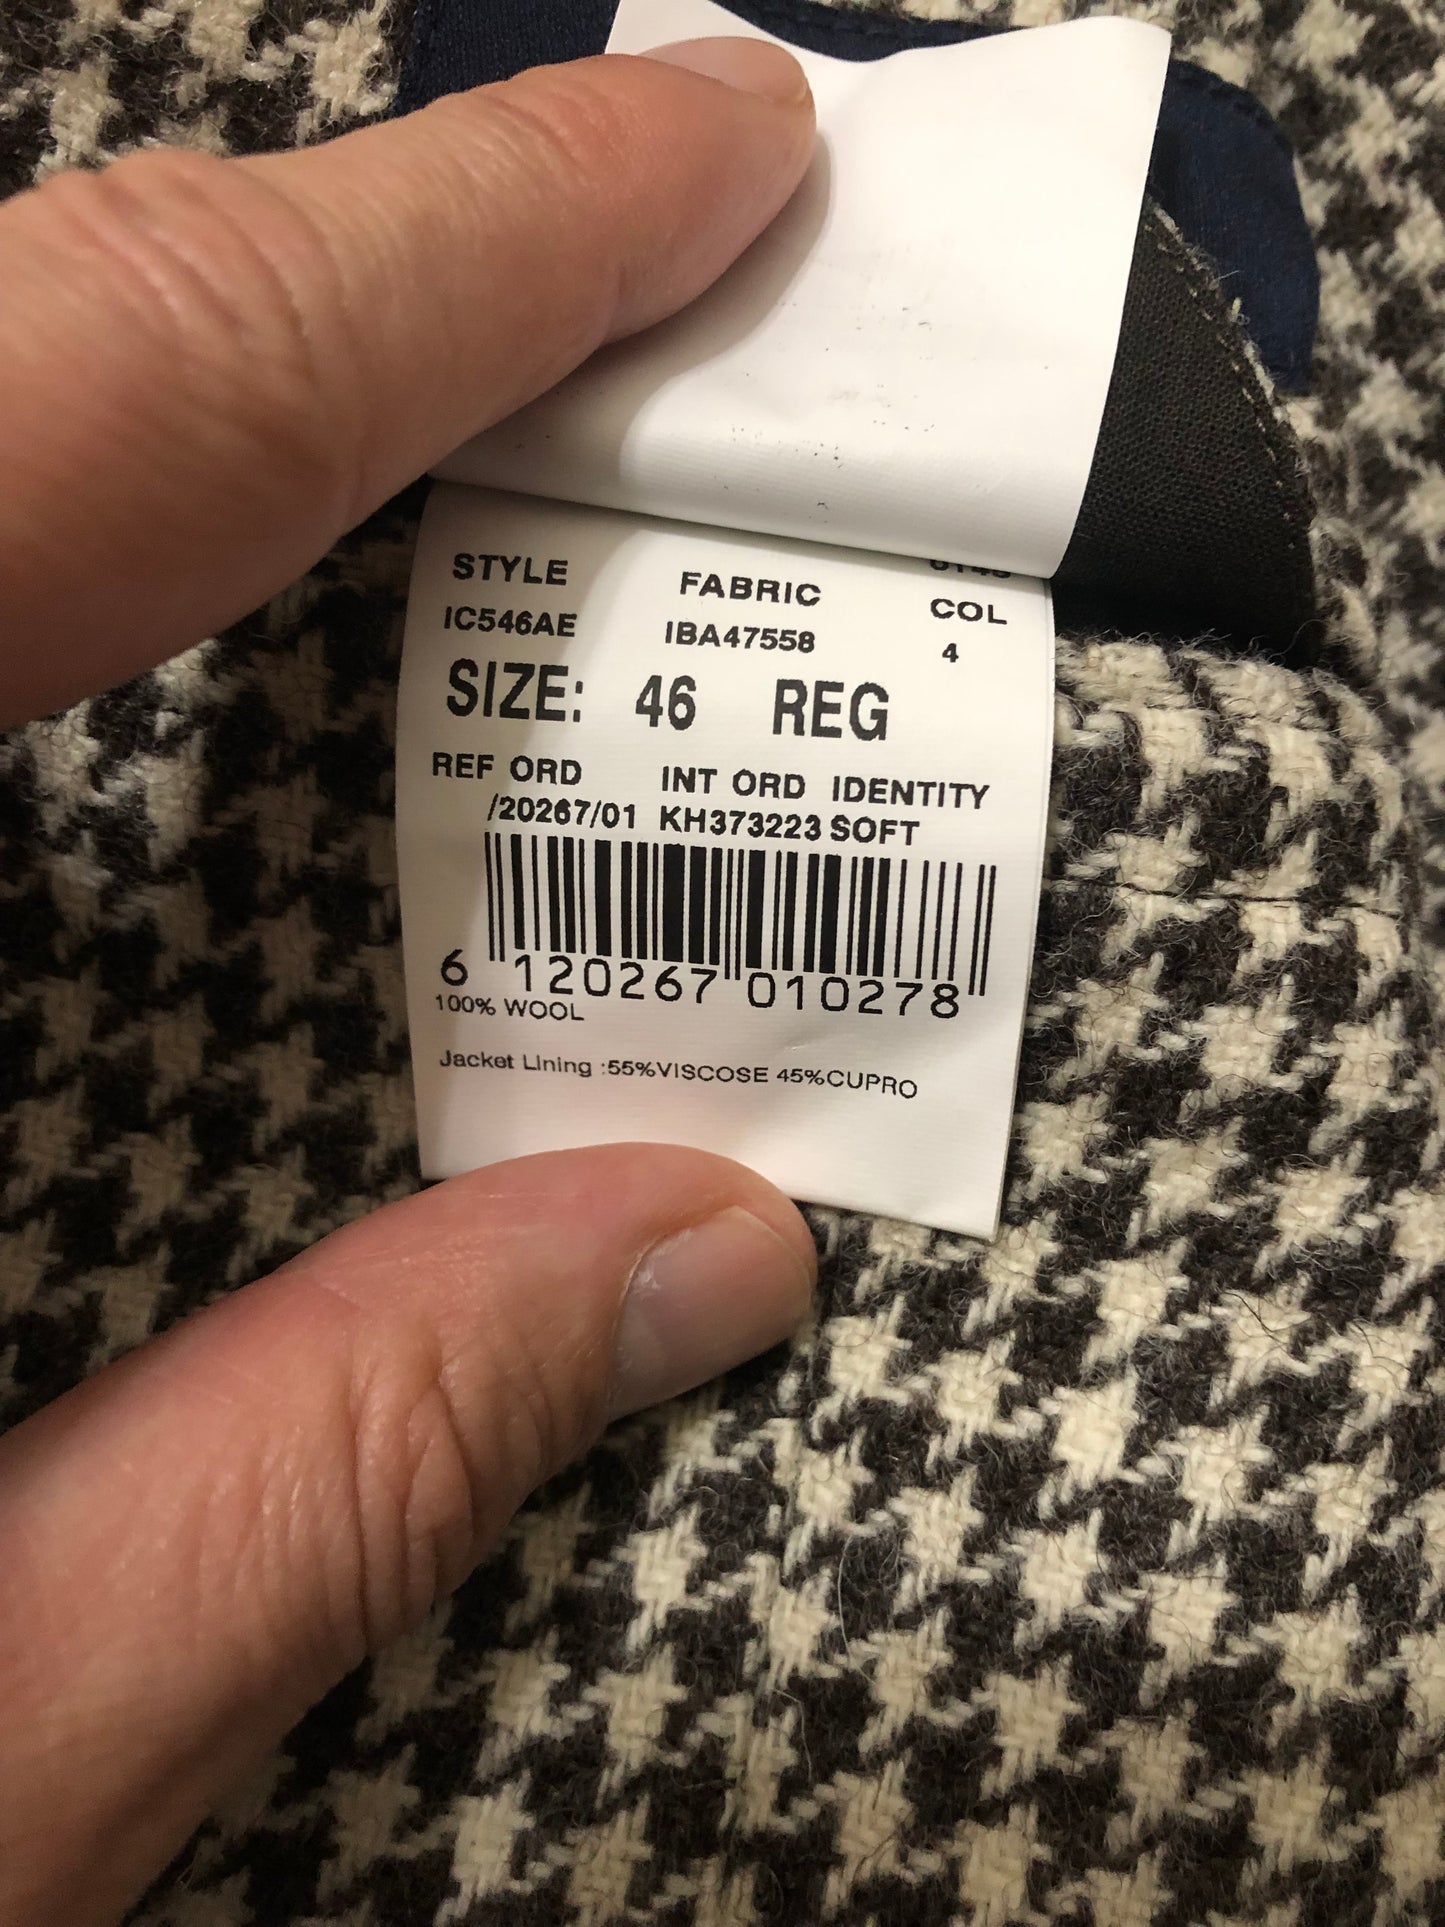 STYLE FABRIC COL
IC546AE IBA47558 4
SIZE: 46 REG
REF ORD INT ORD IDENTITY
/20267/01 KH373223 SOFT
6 120267 010278
100% WOOL
Jacket Lining :55%VISCOSE 45%CUPRO